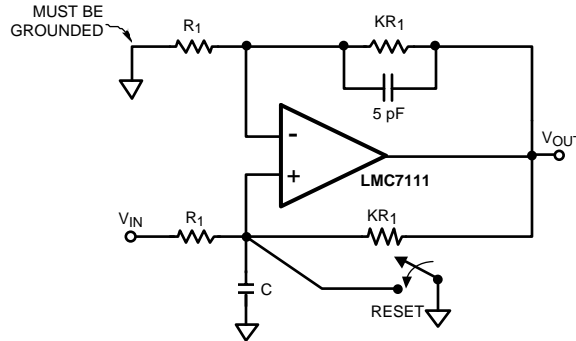 MUST BE
GROUNDED
R1
KR1
5 pF
-
+
LMC7111
VOUT
VIN
R1
KR1
C
RESET